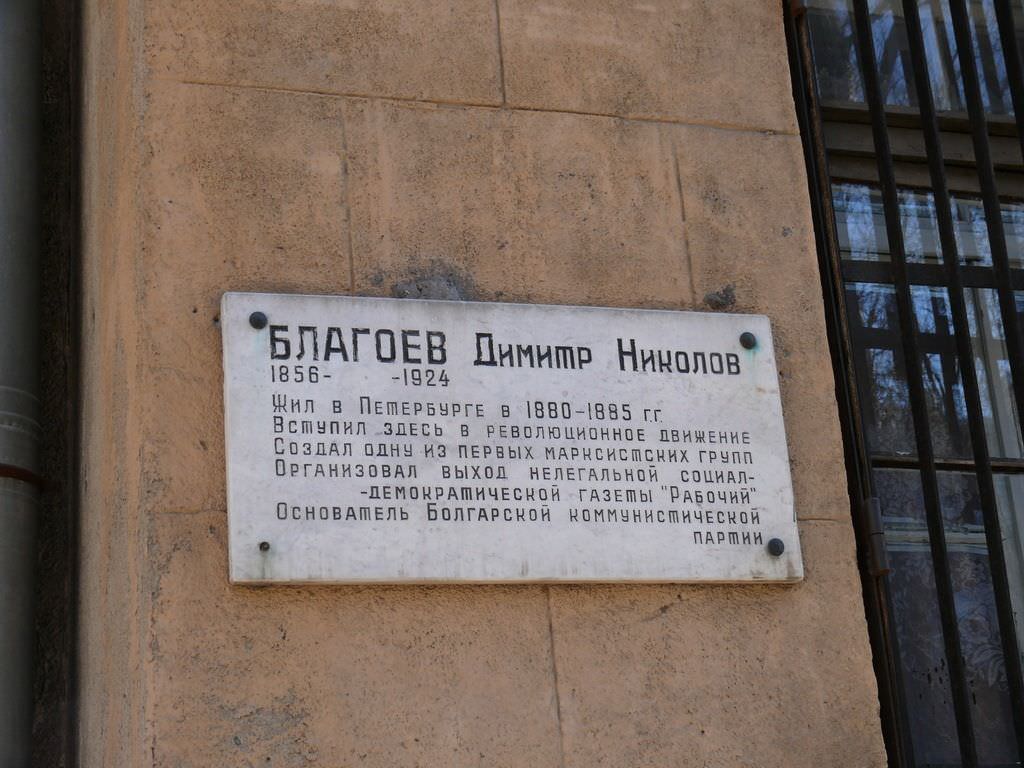 БЛАГОЕВ Димитр Николов
1856- -1924
Жил в Петербурге в 1880-1885 гг.
Вступил здесь в революционное движение
Создал одну из первых марксистских групп
Организовал выход нелегальной социал-
-демократической газеты "Рабочий"
Основатель Болгарской коммунистической
партии